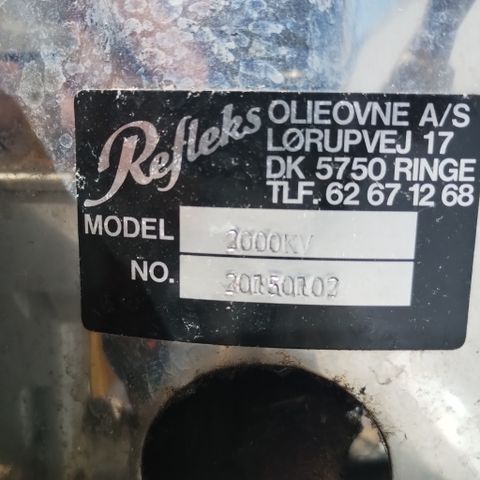 Refleks
OLIEOVNE A/S
LØRUPVEJ 17
DK 5750 RINGE
TLF. 62 67 12 68
MODEL 2000KV
NO. 20150102